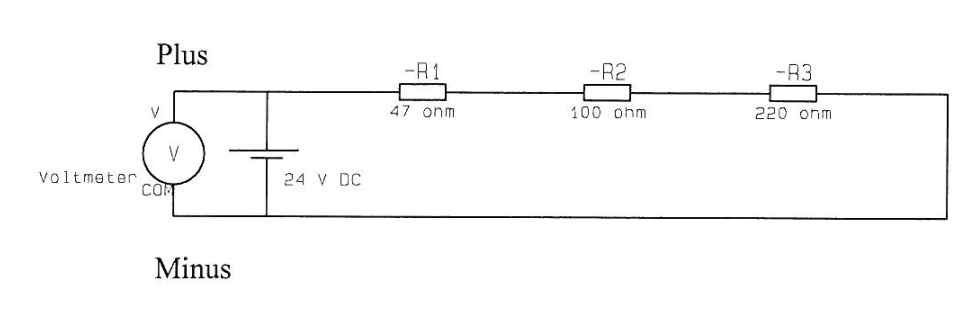 Plus
-R1
-R2
-R3
47 ohm
100 ohm
220 ohm
V
V
Voltmeter
COM
24 V DC
Minus